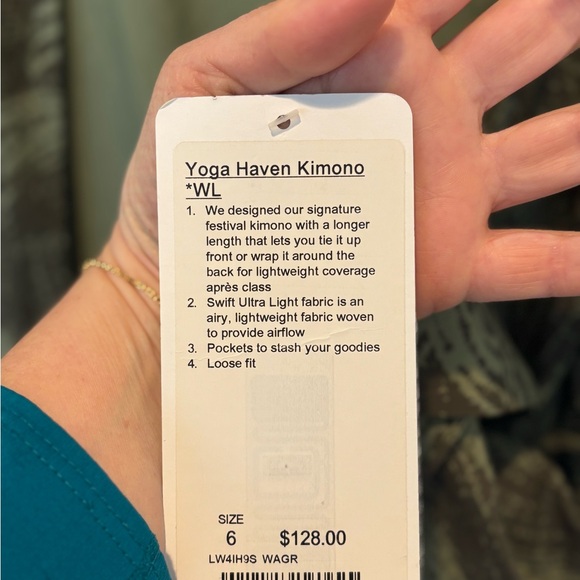 Yoga Haven Kimono
*WL
1. We designed our signature
festival kimono with a longer
length that lets you tie it up
front or wrap it around the
back for lightweight coverage
après class
2. Swift Ultra Light fabric is an
airy, lightweight fabric woven
to provide airflow
3. Pockets to stash your goodies
4. Loose fit
SIZE
6 $128.00
LW4IH9S WAGR